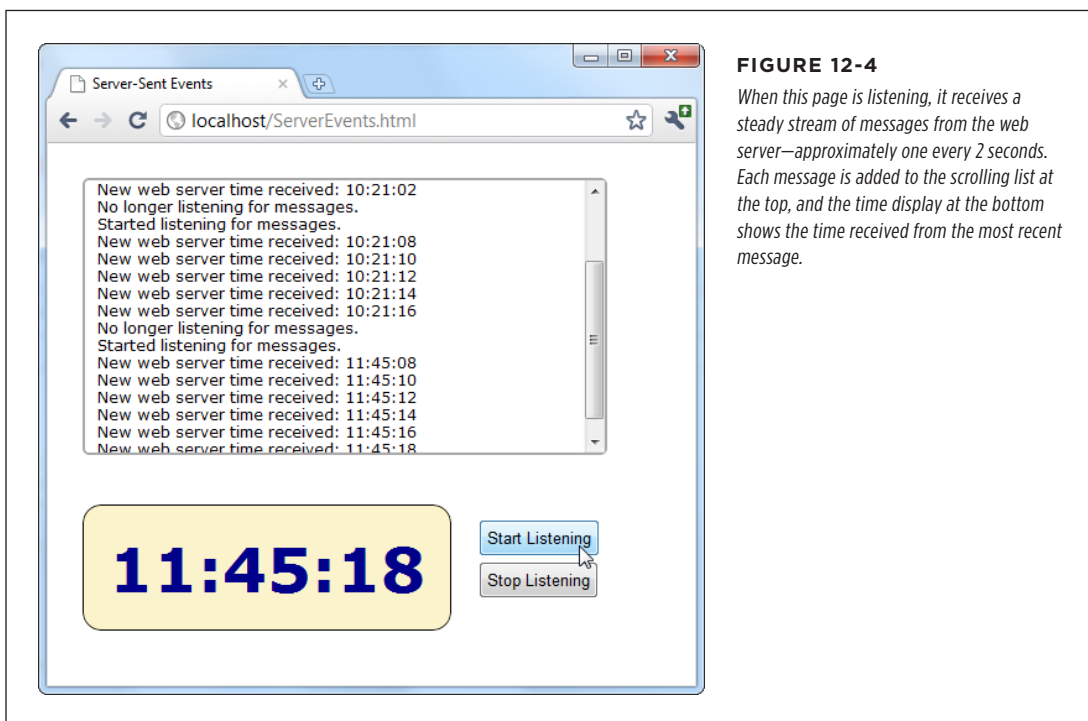 Server-Sent Events
localhost/ServerEvents.html
New web server time received: 10:21:02
No longer listening for messages.
Started listening for messages.
New web server time received: 10:21:08
New web server time received: 10:21:10
New web server time received: 10:21:12
New web server time received: 10:21:14
New web server time received: 10:21:16
No longer listening for messages.
Started listening for messages.
New web server time received: 11:45:08
New web server time received: 11:45:10
New web server time received: 11:45:12
New web server time received: 11:45:14
New web server time received: 11:45:16
New web server time received: 11:45:18
11:45:18
Start Listening
Stop Listening
FIGURE 12-4
When this page is listening, it receives a
steady stream of messages from the web
server—approximately one every 2 seconds.
Each message is added to the scrolling list at
the top, and the time display at the bottom
shows the time received from the most recent
message.